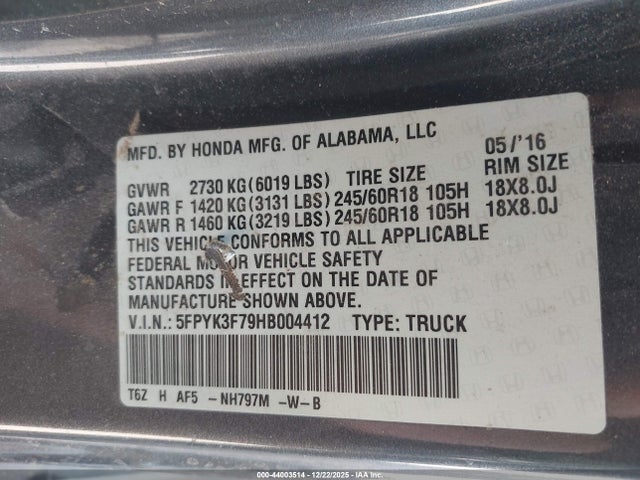 MFD. BY HONDA MFG. OF ALABAMA, LLC 05/'16
GVWR 2730 KG(6019 LBS) TIRE SIZE RIM SIZE
GAWR F 1420 KG(3131 LBS) 245/60R18 105H 18X8.0J
GAWR R 1460 KG(3219 LBS) 245/60R18 105H 18X8.0J
THIS VEHICLE CONFORMS TO ALL APPLICABLE
FEDERAL MOTOR VEHICLE SAFETY
STANDARDS IN EFFECT ON THE DATE OF
MANUFACTURE SHOWN ABOVE.
V.I.N.: 5FPYK3F79HB004412 TYPE: TRUCK
T6Z H AF5 -NH797M -W-B
000-44003514 - 12/22/2025 - IAAI, Inc.